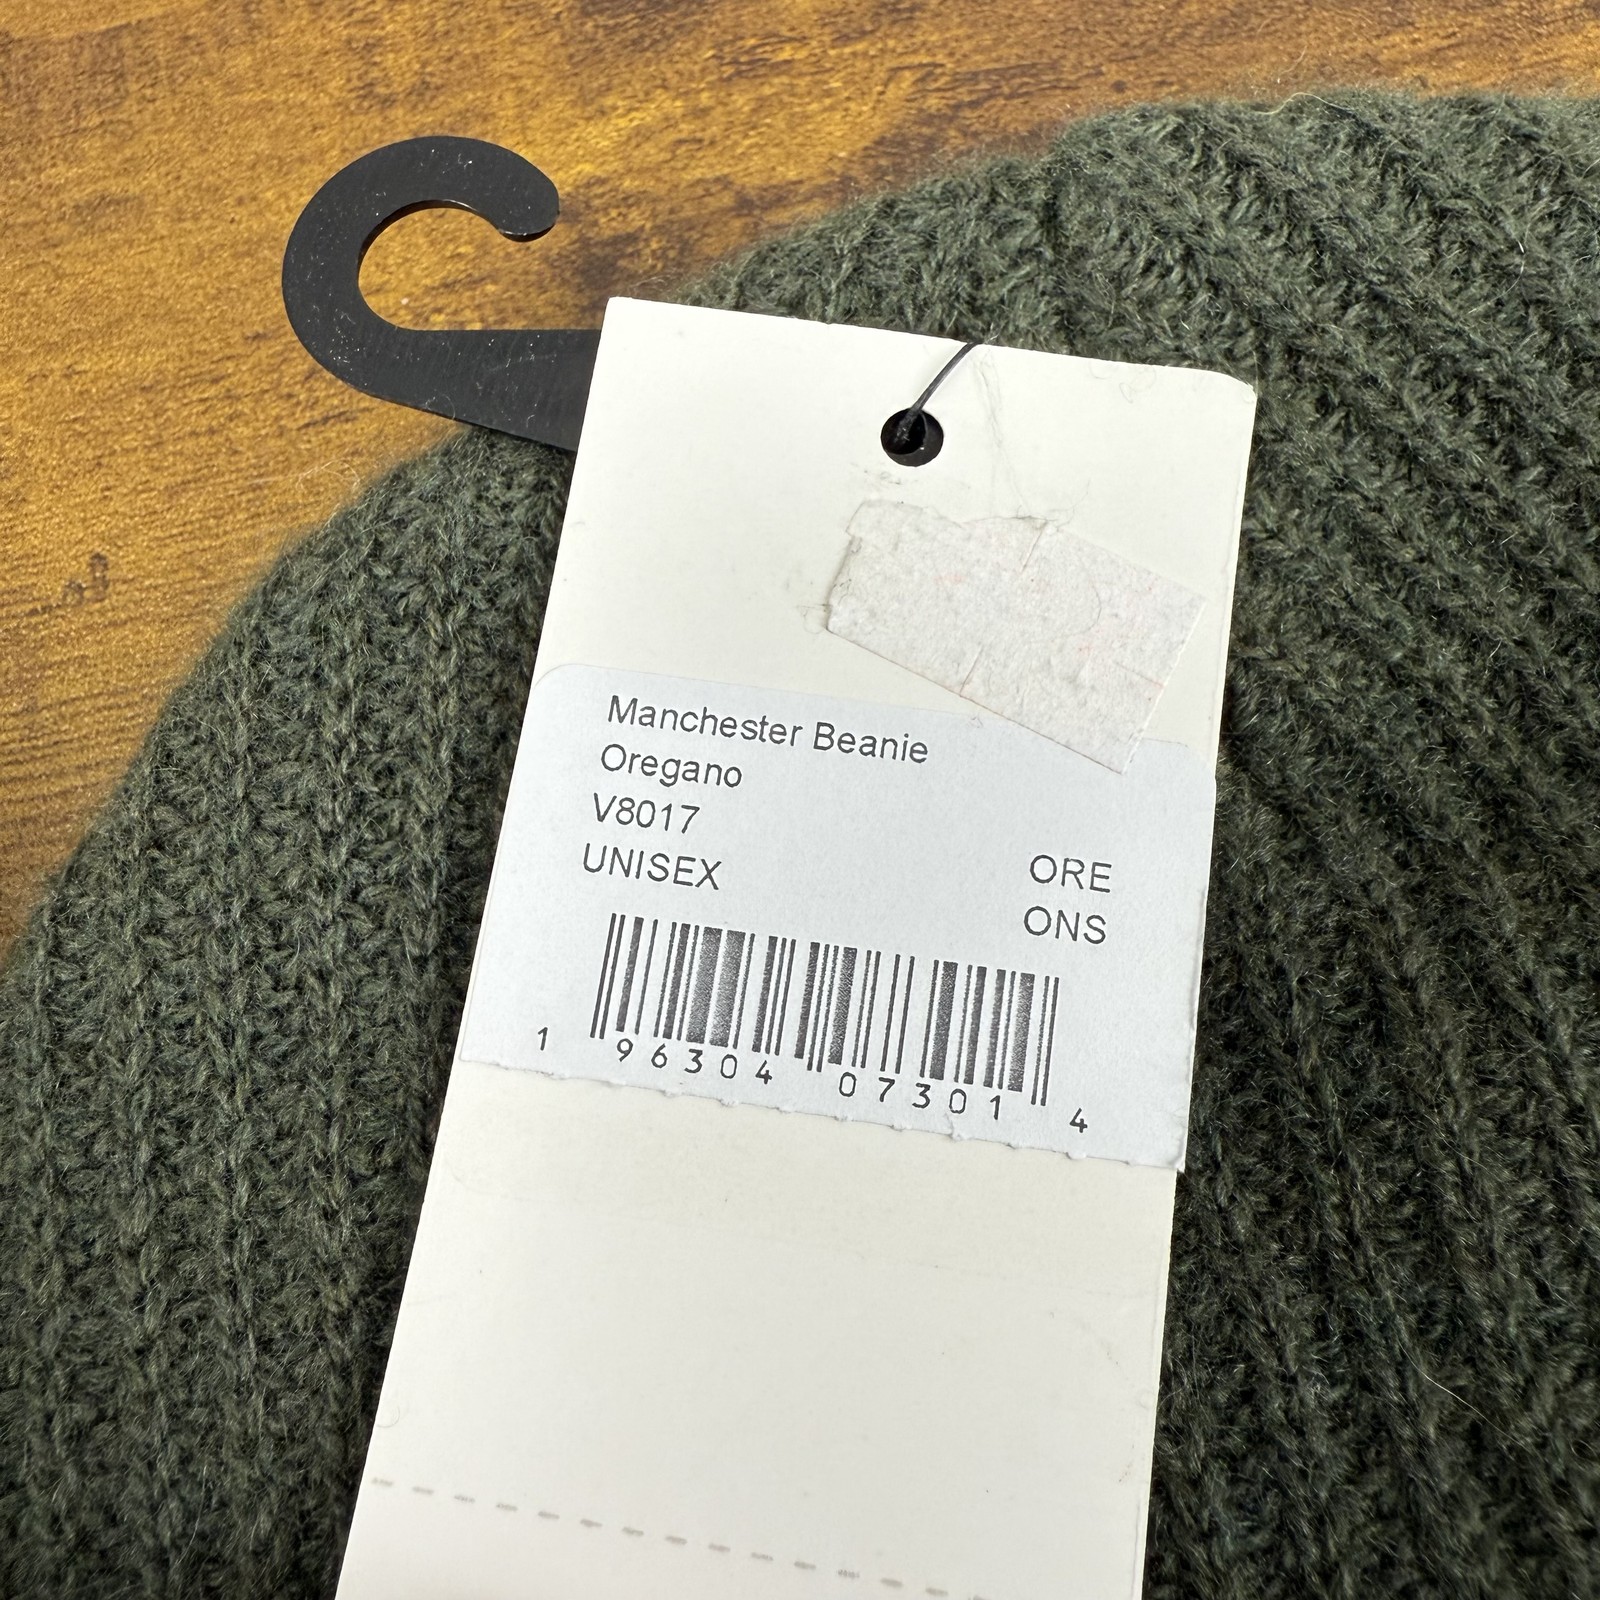 Manchester Beanie
Oregano
V8017
UNISEX ORE
ONS
1 96304 07301 4